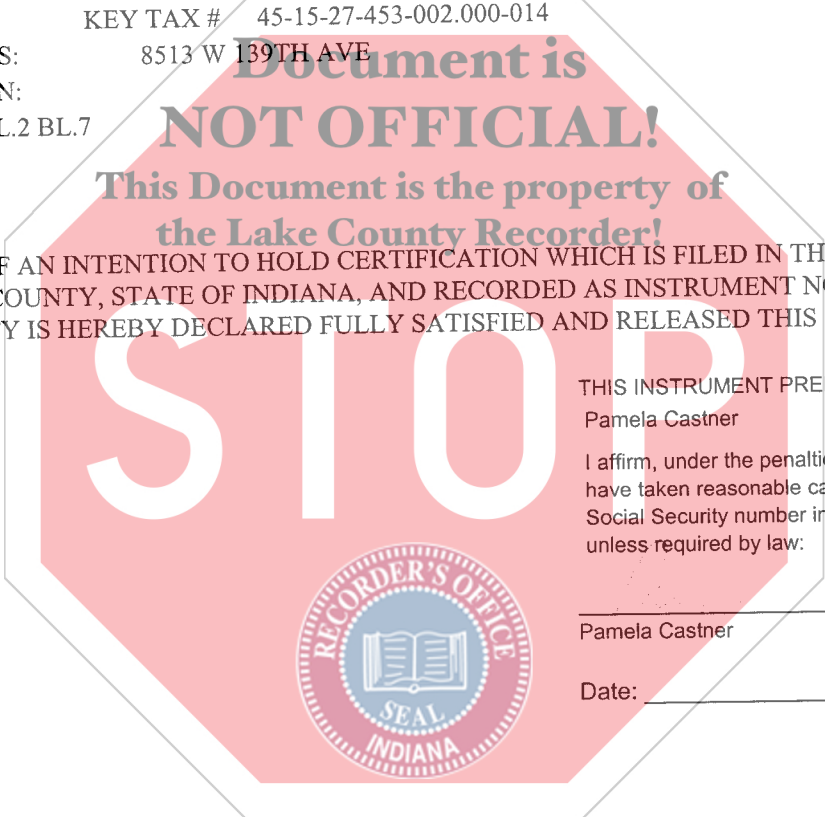 KEY TAX # 45-15-27-453-002.000-014
S: 8513 W 139TH AVE
N:
L.2 BL.7
Document is
NOT OFFICIAL!
This Document is the property of
the Lake County Recorder!
F AN INTENTION TO HOLD CERTIFICATION WHICH IS FILED IN TH
COUNTY, STATE OF INDIANA, AND RECORDED AS INSTRUMENT NO
Y IS HEREBY DECLARED FULLY SATISFIED AND RELEASED THIS
STOP
THIS INSTRUMENT PRE
Pamela Castner
I affirm, under the penaltie
have taken reasonable ca
Social Security number in
unless required by law:
Pamela Castner
Date:
RECORDER'S OFFICE
SEAL
INDIANA